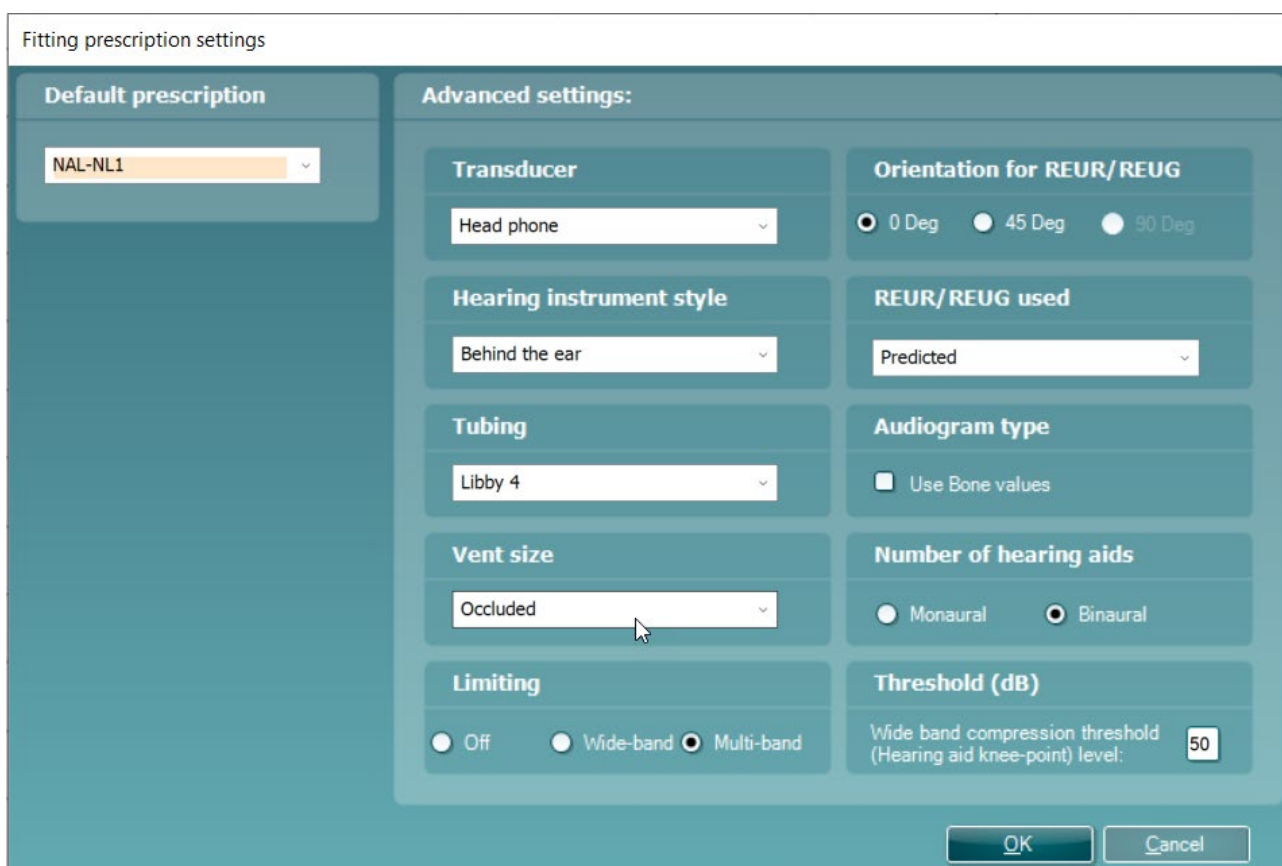 Fitting prescription settings
Default prescription
NAL-NL1
Advanced settings:
Transducer
Head phone
Orientation for REUR/REUG
0 Deg
45 Deg
90 Deg
Hearing instrument style
Behind the ear
REUR/REUG used
Predicted
Tubing
Libby 4
Audiogram type
Use Bone values
Vent size
Occluded
Number of hearing aids
Monaural
Binaural
Limiting
Off
Wide-band
Multi-band
Threshold (dB)
Wide band compression threshold
(Hearing aid knee-point) level:
50
OK
Cancel